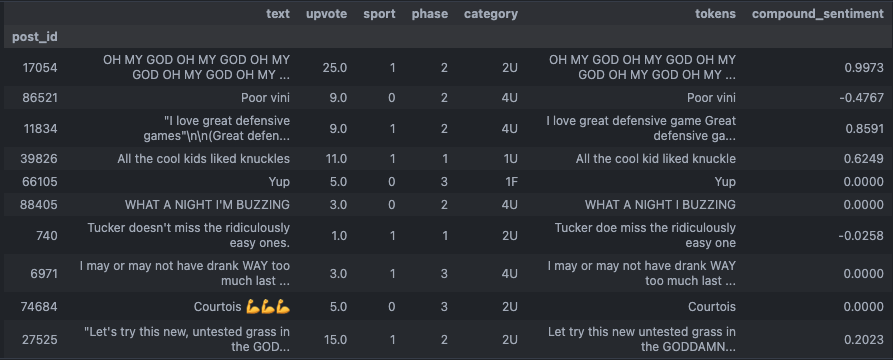 text upvote sport phase category tokens compound_sentiment
post_id
17054 OH MY GOD OH MY GOD OH MY 25.0 1 2 2U OH MY GOD OH MY GOD OH MY 0.9973
GOD OH MY GOD OH MY ... GOD OH MY GOD OH MY ...
86521 Poor vini 9.0 0 2 4U Poor vini -0.4767
11834 "I love great defensive 9.0 1 2 4U I love great defensive game Great 0.8591
games"\n\n(Great defen... defensive ga...
39826 All the cool kids liked knuckles 11.0 1 1 1U All the cool kid liked knuckle 0.6249
66105 Yup 5.0 0 3 1F Yup 0.0000
88405 WHAT A NIGHT I'M BUZZING 3.0 0 2 4U WHAT A NIGHT I BUZZING 0.0000
740 Tucker doesn't miss the ridiculously 1.0 1 1 2U Tucker doe miss the ridiculously -0.0258
easy ones. easy one
6971 I may or may not have drank WAY too 3.0 1 3 4U I may or may not have drank WAY 0.0000
much last ... too much last ...
74684 Courtois 💪💪💪 5.0 0 3 2U Courtois 0.0000
27525 "Let's try this new, untested grass in 15.0 1 2 2U Let try this new untested grass in 0.2023
the GOD... the GODDAMN...